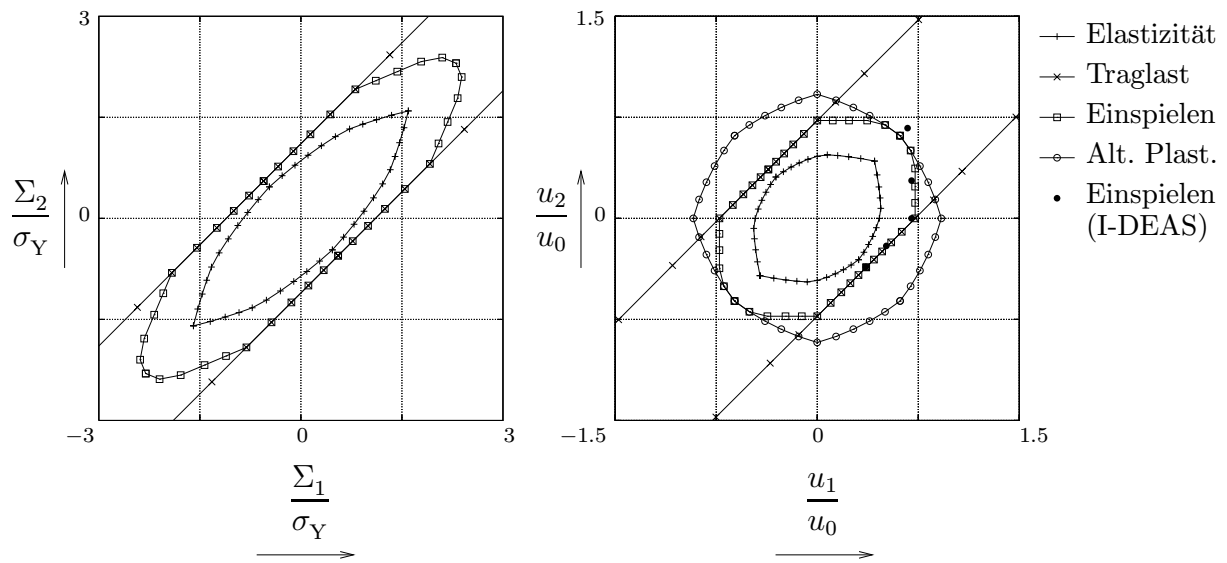 3
0
−3
0
3
Σ2
σY
Σ1
σY
1.5
0
−1.5
0
1.5
u2
u0
u1
u0
Elastizität
Traglast
Einspielen
Alt. Plast.
Einspielen
(I-DEAS)